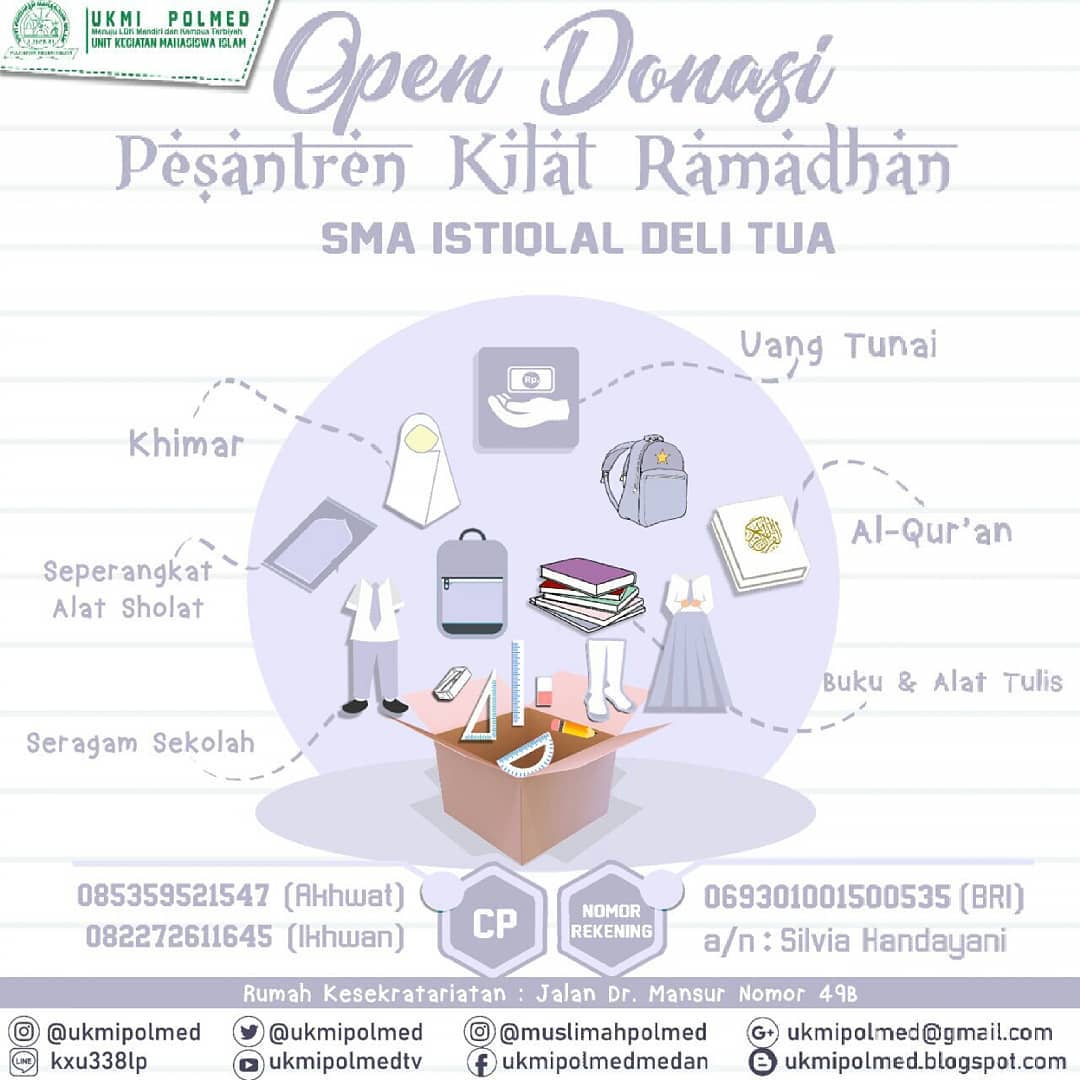 UKMI POLMED
Menuju LDK Mandiri dan Kampus Tarbiyah
UNIT KEGIATAN MAHASISWA ISLAM
Open Donasi
Pesantren Kilat Ramadhan
SMA ISTIQLAL DELI TUA
Uang Tunai
Rp.
Khimar
Al-Qur'an
Seperangkat
Alat Sholat
Buku & Alat Tulis
Seragam Sekolah
085359521547 (Akhwat)
082272611645 (Ikhwan)
CP
NOMOR
REKENING
069301001500535 (BRI)
a/n : Silvia Handayani
Rumah Kesekratariatan : Jalan Dr. Mansur Nomor 49B
@ukmipolmed
@ukmipolmed
@muslimahpolmed
G+ ukmipolmed@gmail.com
LINE kxu338lp
ukmipolmedtv
ukmipolmedmedan
ukmipolmed.blogspot.com